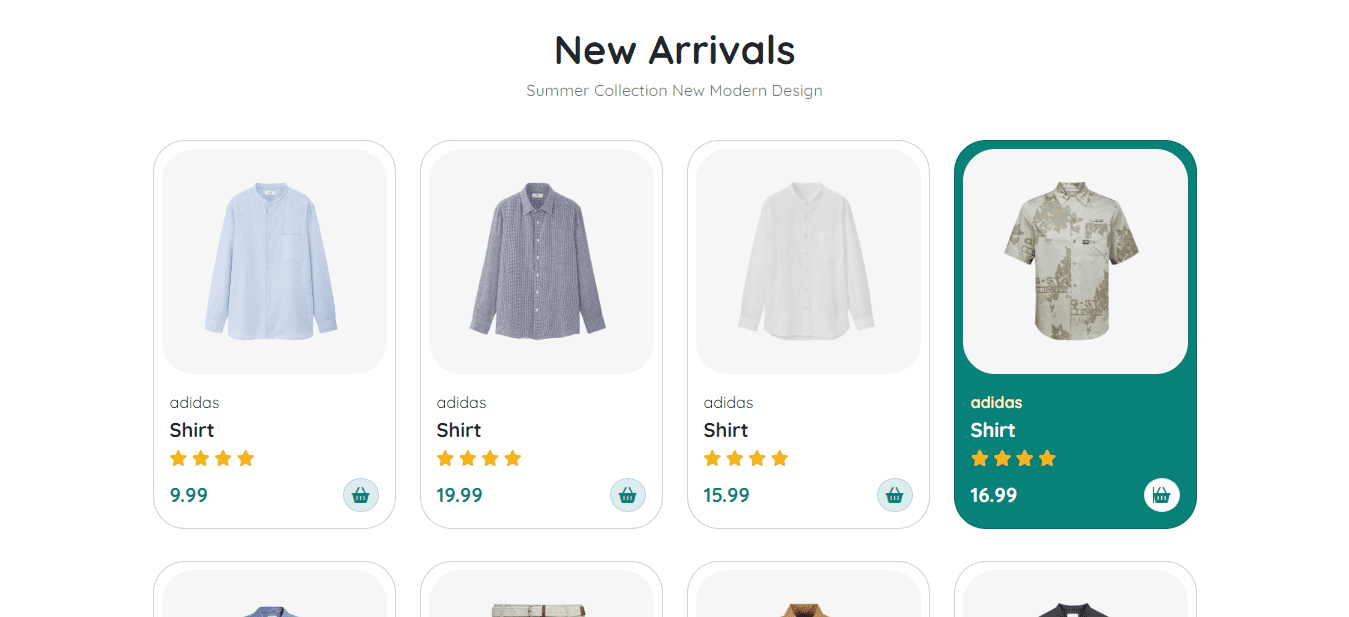 New Arrivals
Summer Collection New Modern Design
adidas
Shirt
9.99
adidas
Shirt
19.99
adidas
Shirt
15.99
adidas
Shirt
16.99